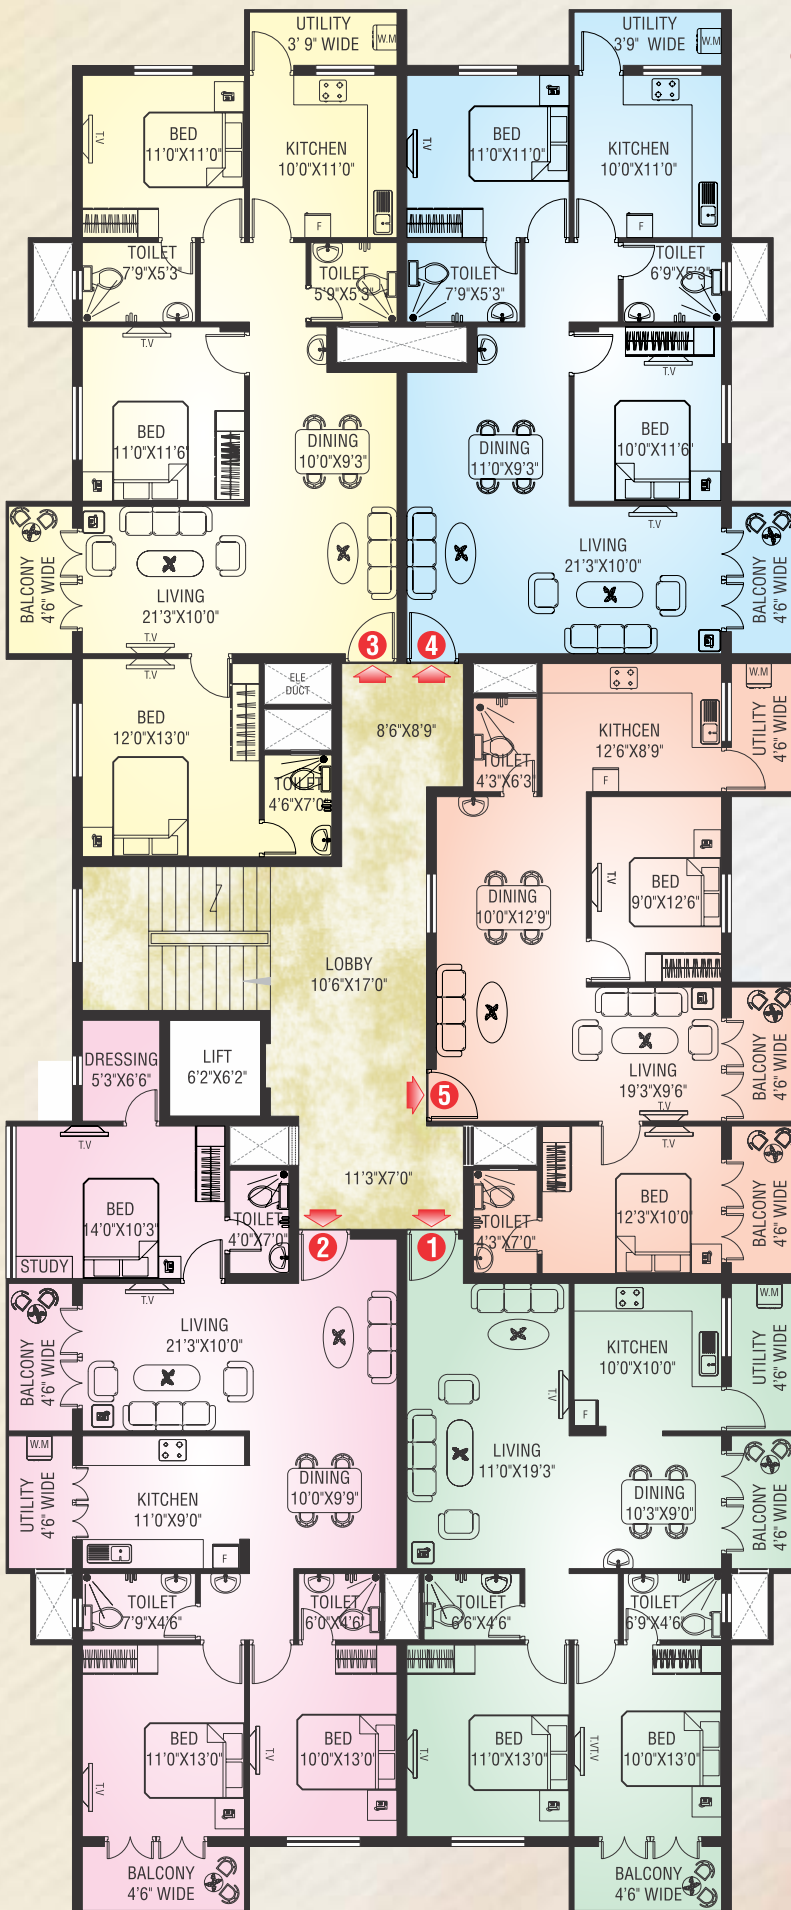 UTILITY
3' 9" WIDE
W.M
UTILITY
3'9" WIDE
W.M
BED
11'0"X11'0"
T.V
KITCHEN
10'0"X11'0"
F
BED
11'0"X11'0"
T.V
KITCHEN
10'0"X11'0"
F
TOILET
7'9"X5'3"
TOILET
5'9"X5'3"
TOILET
7'9"X5'3"
TOILET
6'9"X5'3"
T.V
BED
11'0"X11'6"
DINING
10'0"X9'3"
DINING
11'0"X9'3"
T.V
BED
10'0"X11'6"
BALCONY
4'6" WIDE
LIVING
21'3"X10'0"
T.V
T.V
LIVING
21'3"X10'0"
BALCONY
4'6" WIDE
3
4
T.V
BED
12'0"X13'0"
ELE
DUCT
TOILET
4'6"X7'0"
8'6"X8'9"
TOILET
4'3"X6'3"
KITHCEN
12'6"X8'9"
F
W.M
UTILITY
4'6" WIDE
DINING
10'0"X12'9"
T.V
BED
9'0"X12'6"
LOBBY
10'6"X17'0"
DRESSING
5'3"X6'6"
LIFT
6'2"X6'2"
5
LIVING
19'3"X9'6"
T.V
BALCONY
4'6" WIDE
T.V
BED
14'0"X10'3"
STUDY
TOILET
4'0"X7'0"
11'3"X7'0"
TOILET
4'3"X7'0"
T.V
BED
12'3"X10'0"
BALCONY
4'6" WIDE
2
1
T.V
BALCONY
4'6" WIDE
LIVING
21'3"X10'0"
T.V
KITCHEN
10'0"X10'0"
F
W.M
UTILITY
4'6" WIDE
W.M
UTILITY
4'6" WIDE
KITCHEN
11'0"X9'0"
F
DINING
10'0"X9'9"
LIVING
11'0"X19'3"
DINING
10'3"X9'0"
BALCONY
4'6" WIDE
TOILET
7'9"X4'6"
TOILET
6'0"X4'6"
TOILET
6'6"X4'6"
TOILET
6'9"X4'6"
BED
11'0"X13'0"
T.V
T.V
BED
10'0"X13'0"
T.V
BED
11'0"X13'0"
T.V
T.V
BED
10'0"X13'0"
BALCONY
4'6" WIDE
BALCONY
4'6" WIDE